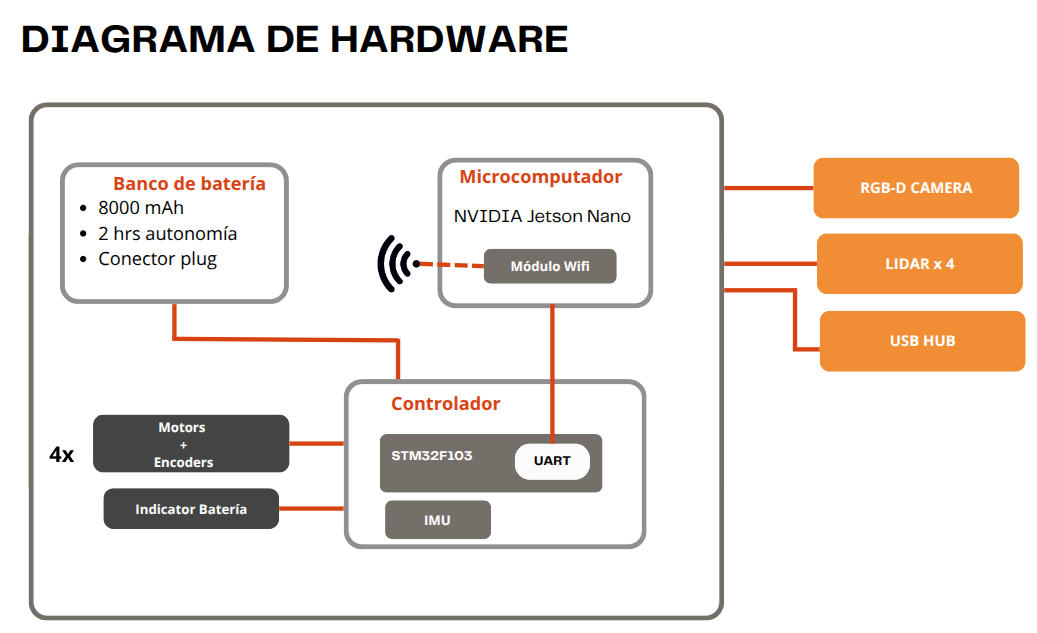 DIAGRAMA DE HARDWARE
Banco de batería
• 8000 mAh
• 2 hrs autonomía
• Conector plug
Microcomputador
NVIDIA Jetson Nano
Módulo Wifi
RGB-D CAMERA
LIDAR x 4
USB HUB
Controlador
STM32F103
UART
IMU
4x
Motors
+
Encoders
Indicator Batería